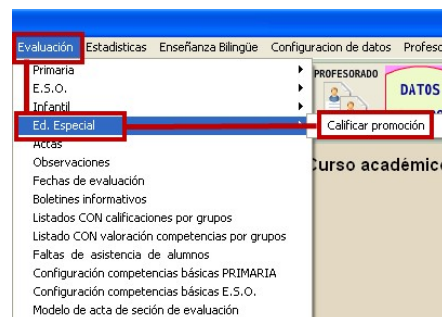 Evaluación Estadisticas Enseñanza Bilingüe Configuracion de datos Profeso
Primaria
E.S.O.
Infantil
Ed. Especial
Calificar promoción
Actas
Observaciones
Fechas de evaluación
Boletines informativos
Listados CON calificaciones por grupos
Listado CON valoración competencias por grupos
Faltas de asistencia de alumnos
Configuración competencias básicas PRIMARIA
Configuración competencias básicas E.S.O.
Modelo de acta de seción de evaluación
PROFESORADO
DATOS
Curso académic